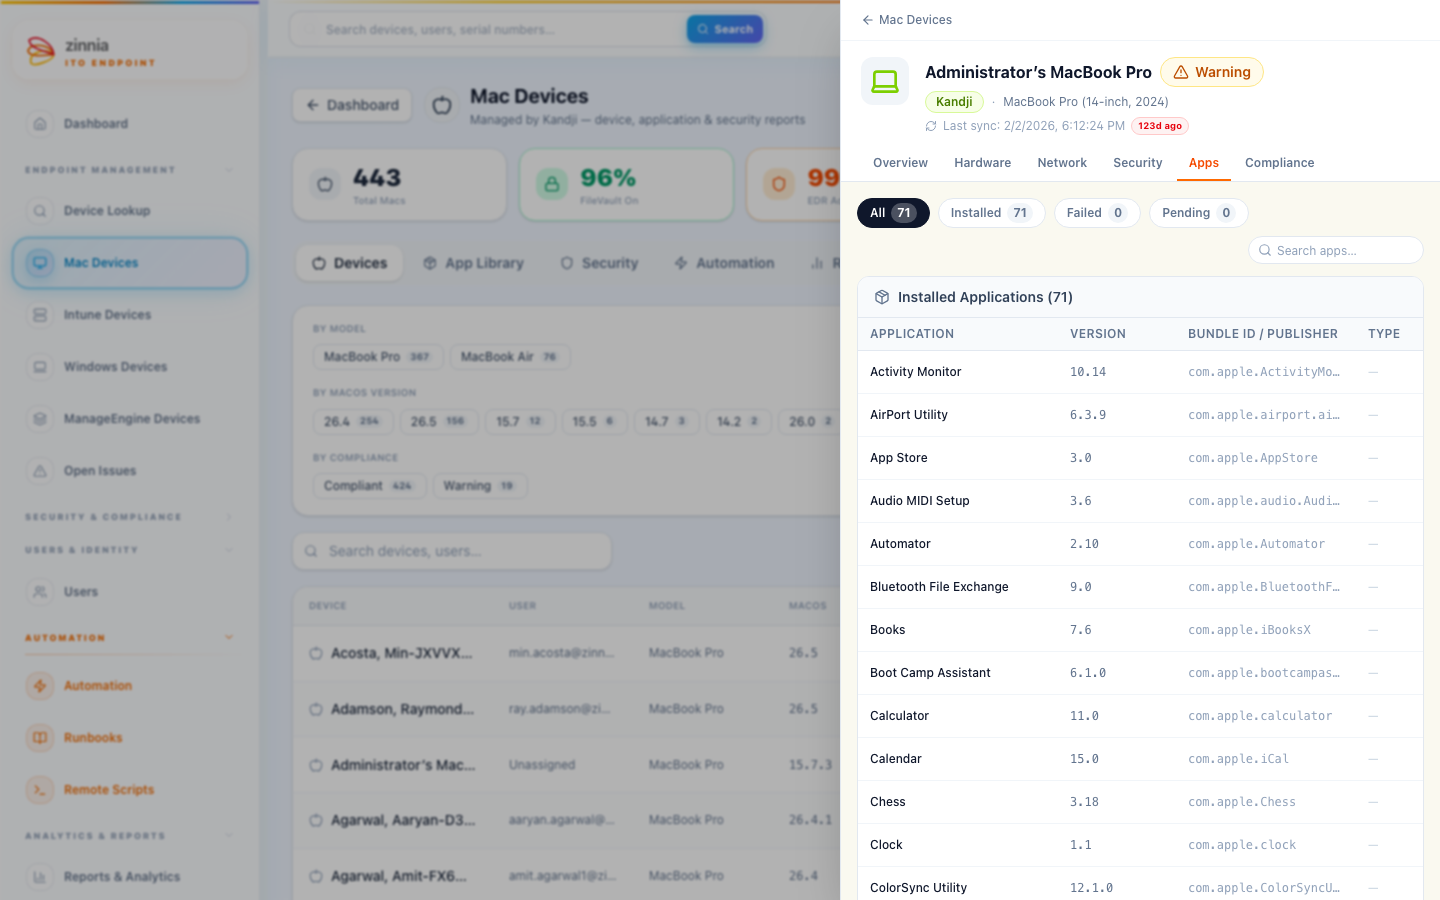 zinnia
ITO ENDPOINT
Dashboard
ENDPOINT MANAGEMENT
Device Lookup
Mac Devices
Intune Devices
Windows Devices
ManageEngine Devices
Open Issues
SECURITY & COMPLIANCE
USERS & IDENTITY
Users
AUTOMATION
Automation
Runbooks
Remote Scripts
ANALYTICS & REPORTS
Reports & Analytics
Search devices, users, serial numbers...
Search
Dashboard
Mac Devices
Managed by Kandji — device, application & security reports
443
Total Macs
96%
FileVault On
99
EDR Ac
Devices
App Library
Security
Automation
R
BY MODEL
MacBook Pro 367
MacBook Air 76
BY MACOS VERSION
26.4 254
26.5 156
15.7 12
15.5 6
14.7 3
14.2 2
26.0 2
BY COMPLIANCE
Compliant 424
Warning 19
Search devices, users...
DEVICE USER MODEL MACOS
Acosta, Min-JXVVX... min.acosta@zinn... MacBook Pro 26.5
Adamson, Raymond... ray.adamson@zi... MacBook Pro 26.5
Administrator's Mac... Unassigned MacBook Pro 15.7.3
Agarwal, Aaryan-D3... aaryan.agarwal@... MacBook Pro 26.4.1
Agarwal, Amit-FX6... amit.agarwal1@zi... MacBook Pro 26.4
Mac Devices
Administrator's MacBook Pro
Warning
Kandji · MacBook Pro (14-inch, 2024)
Last sync: 2/2/2026, 6:12:24 PM 123d ago
Overview Hardware Network Security Apps Compliance
All 71 Installed 71 Failed 0 Pending 0
Search apps...
Installed Applications (71)
APPLICATION VERSION BUNDLE ID / PUBLISHER TYPE
Activity Monitor 10.14 com.apple.ActivityMo… —
AirPort Utility 6.3.9 com.apple.airport.ai… —
App Store 3.0 com.apple.AppStore —
Audio MIDI Setup 3.6 com.apple.audio.Audi… —
Automator 2.10 com.apple.Automator —
Bluetooth File Exchange 9.0 com.apple.BluetoothF… —
Books 7.6 com.apple.iBooksX —
Boot Camp Assistant 6.1.0 com.apple.bootcampas… —
Calculator 11.0 com.apple.calculator —
Calendar 15.0 com.apple.iCal —
Chess 3.18 com.apple.Chess —
Clock 1.1 com.apple.clock —
ColorSync Utility 12.1.0 com.apple.ColorSyncU… —